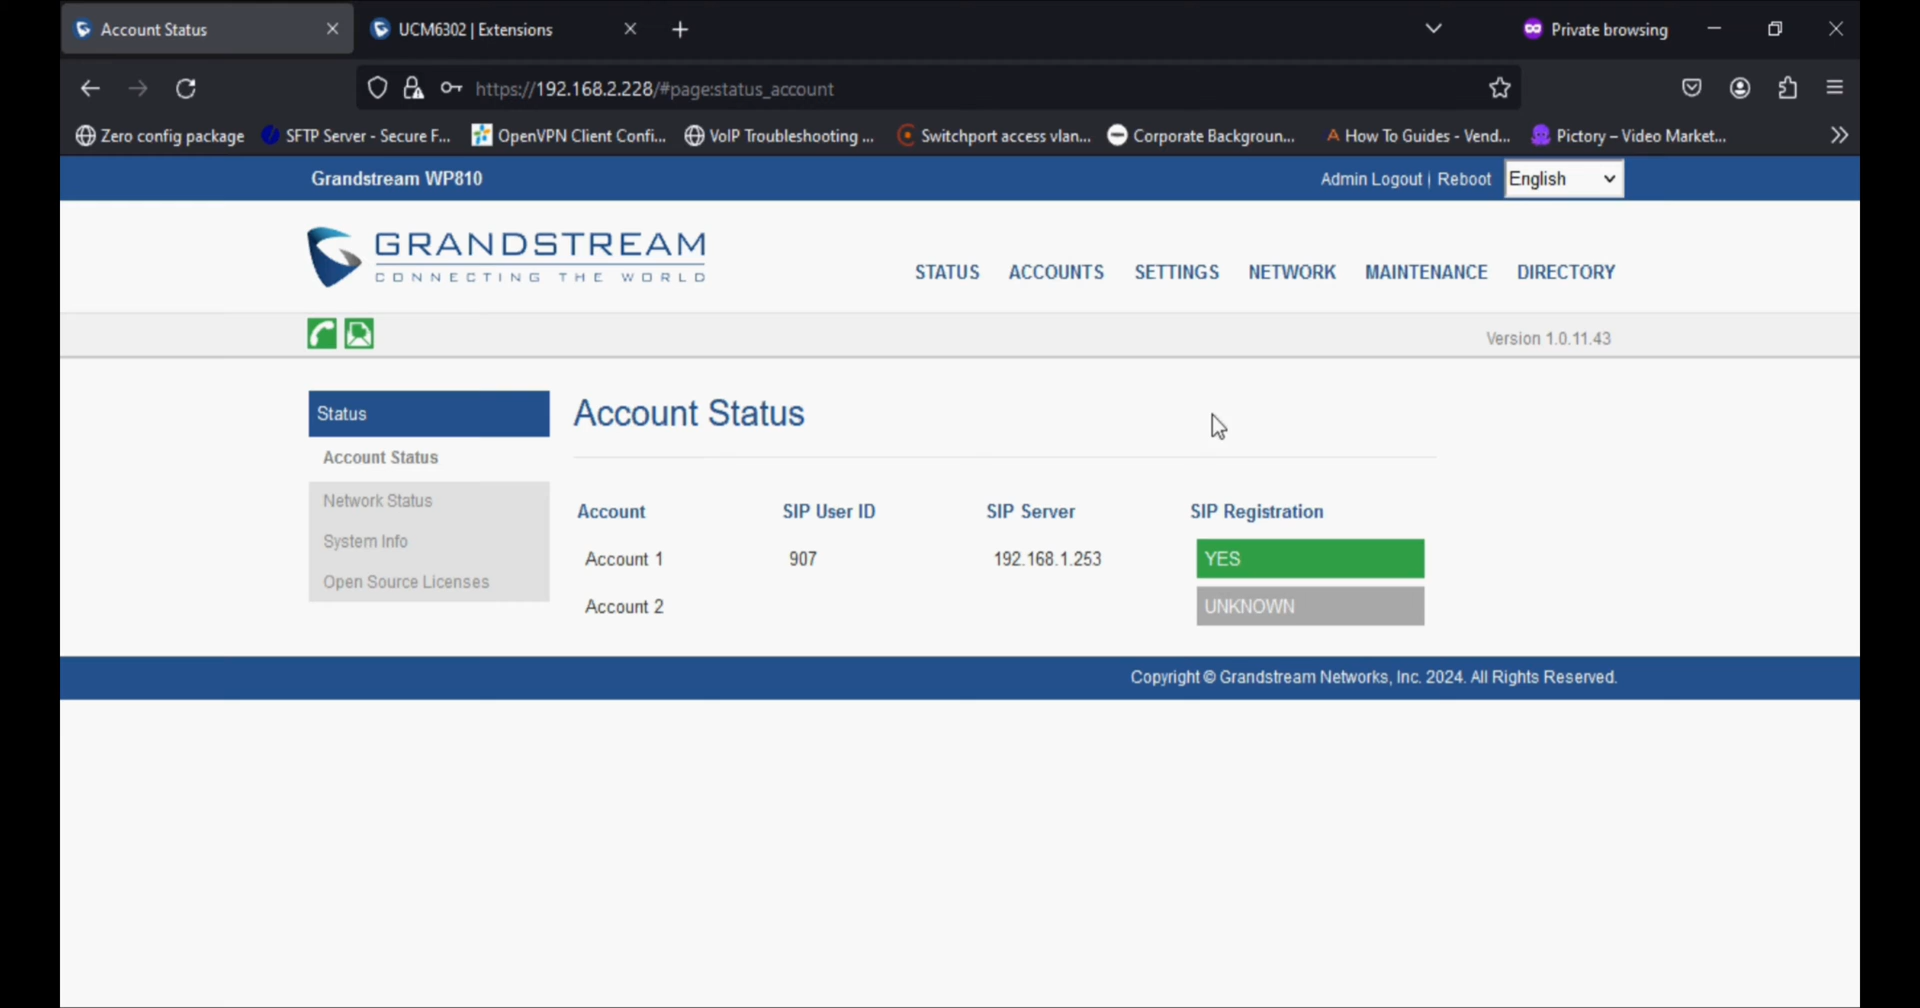 Account Status
UCM6302 | Extensions
Private browsing
https://192.168.2.228/#page:status_account
Zero config package
SFTP Server - Secure F...
OpenVPN Client Confi...
VoIP Troubleshooting ...
Switchport access vlan...
Corporate Backgroun...
How To Guides - Vend...
Pictory – Video Market...
Grandstream WP810
Admin Logout | Reboot
English
GRANDSTREAM
CONNECTING THE WORLD
STATUS ACCOUNTS SETTINGS NETWORK MAINTENANCE DIRECTORY
Version 1.0.11.43
Status
Account Status
Network Status
System Info
Open Source Licenses
Account Status
Account SIP User ID SIP Server SIP Registration
Account 1 907 192.168.1.253 YES
Account 2 UNKNOWN
Copyright © Grandstream Networks, Inc. 2024. All Rights Reserved.